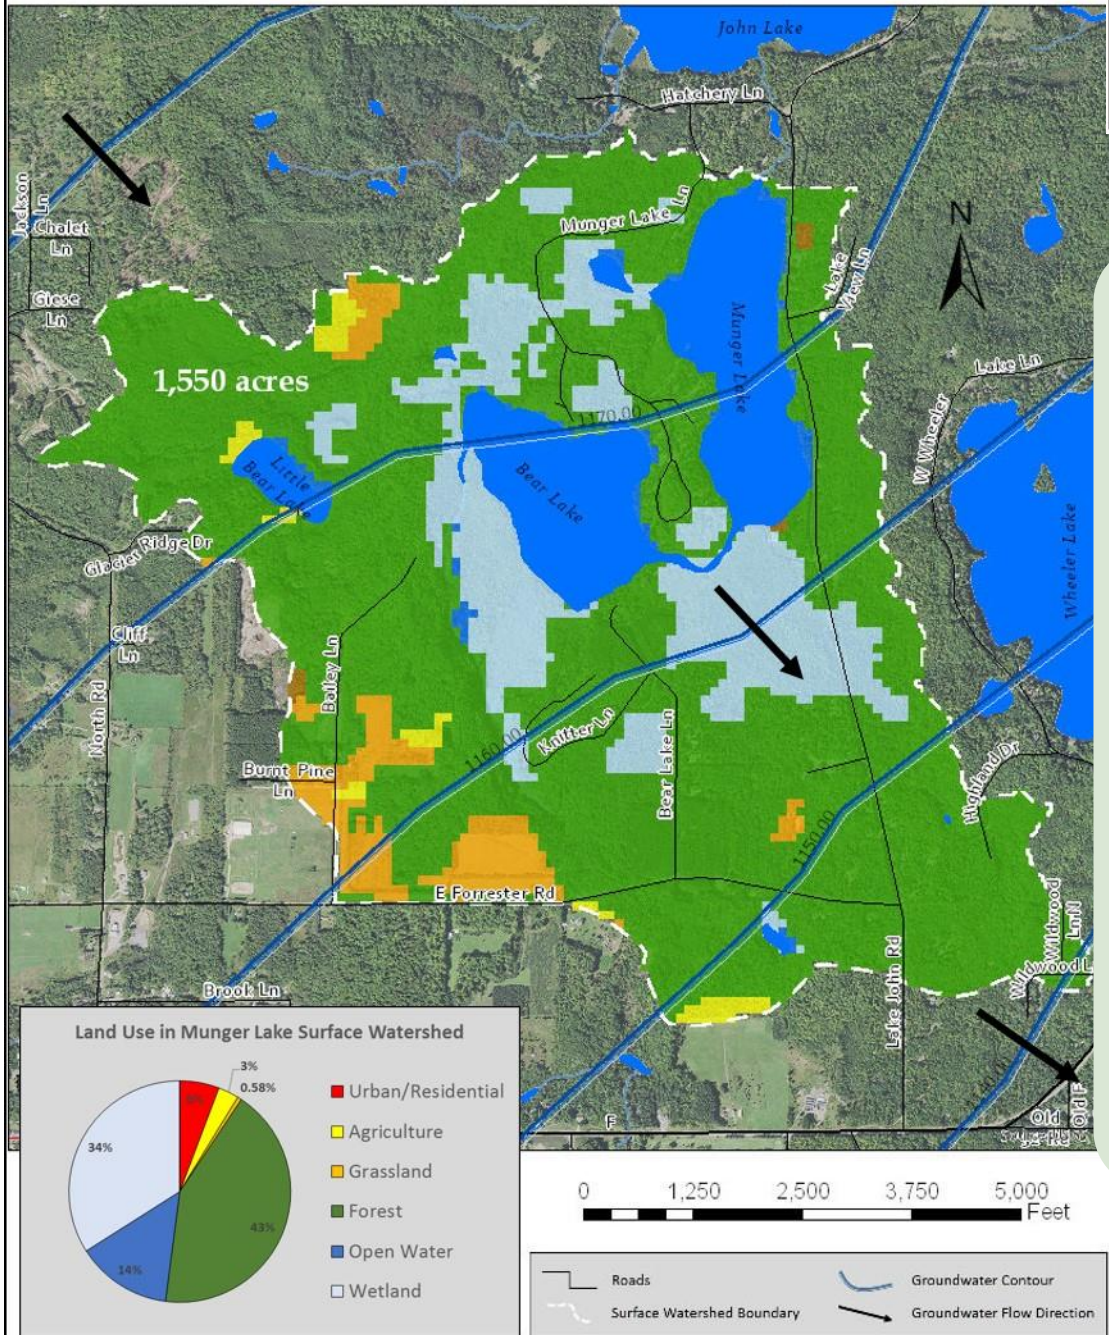 John Lake
Hatchery Ln
Jackson
Ln
Chalet
Ln
Giese
Ln
Munger Lake Ln
N
Lake
View Ln
1,550 acres
Munger Lake
Lake Ln
W Wheeler
1170.00
Little
Bear Lake
Bear Lake
Wheeler Lake
Glacier Ridge Dr
Cliff
Ln
North Rd
Bailey Ln
Knitter Ln
1160.00
Burnt Pine
Ln
Bear Lake Ln
Highland Dr
1150.00
E Forrester Rd
Wildwood
Ln N
Lake John Rd
Brook Ln
F
Old
Land Use in Munger Lake Surface Watershed
3%
0.58%
6%
34%
43%
14%
Urban/Residential
Agriculture
Grassland
Forest
Open Water
Wetland
0 1,250 2,500 3,750 5,000
Feet
Roads
Groundwater Contour
Surface Watershed Boundary
Groundwater Flow Direction